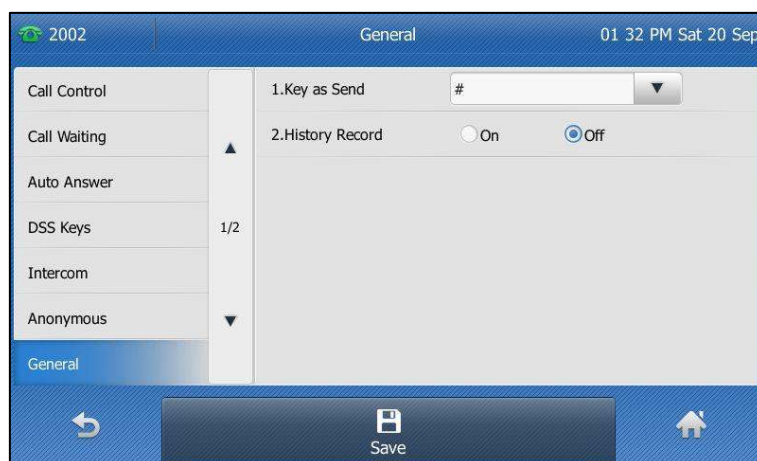 2002 General 01 32 PM Sat 20 Sep
Call Control
Call Waiting
Auto Answer
DSS Keys
Intercom
Anonymous
General
1/2
1.Key as Send #
2.History Record On Off
Save